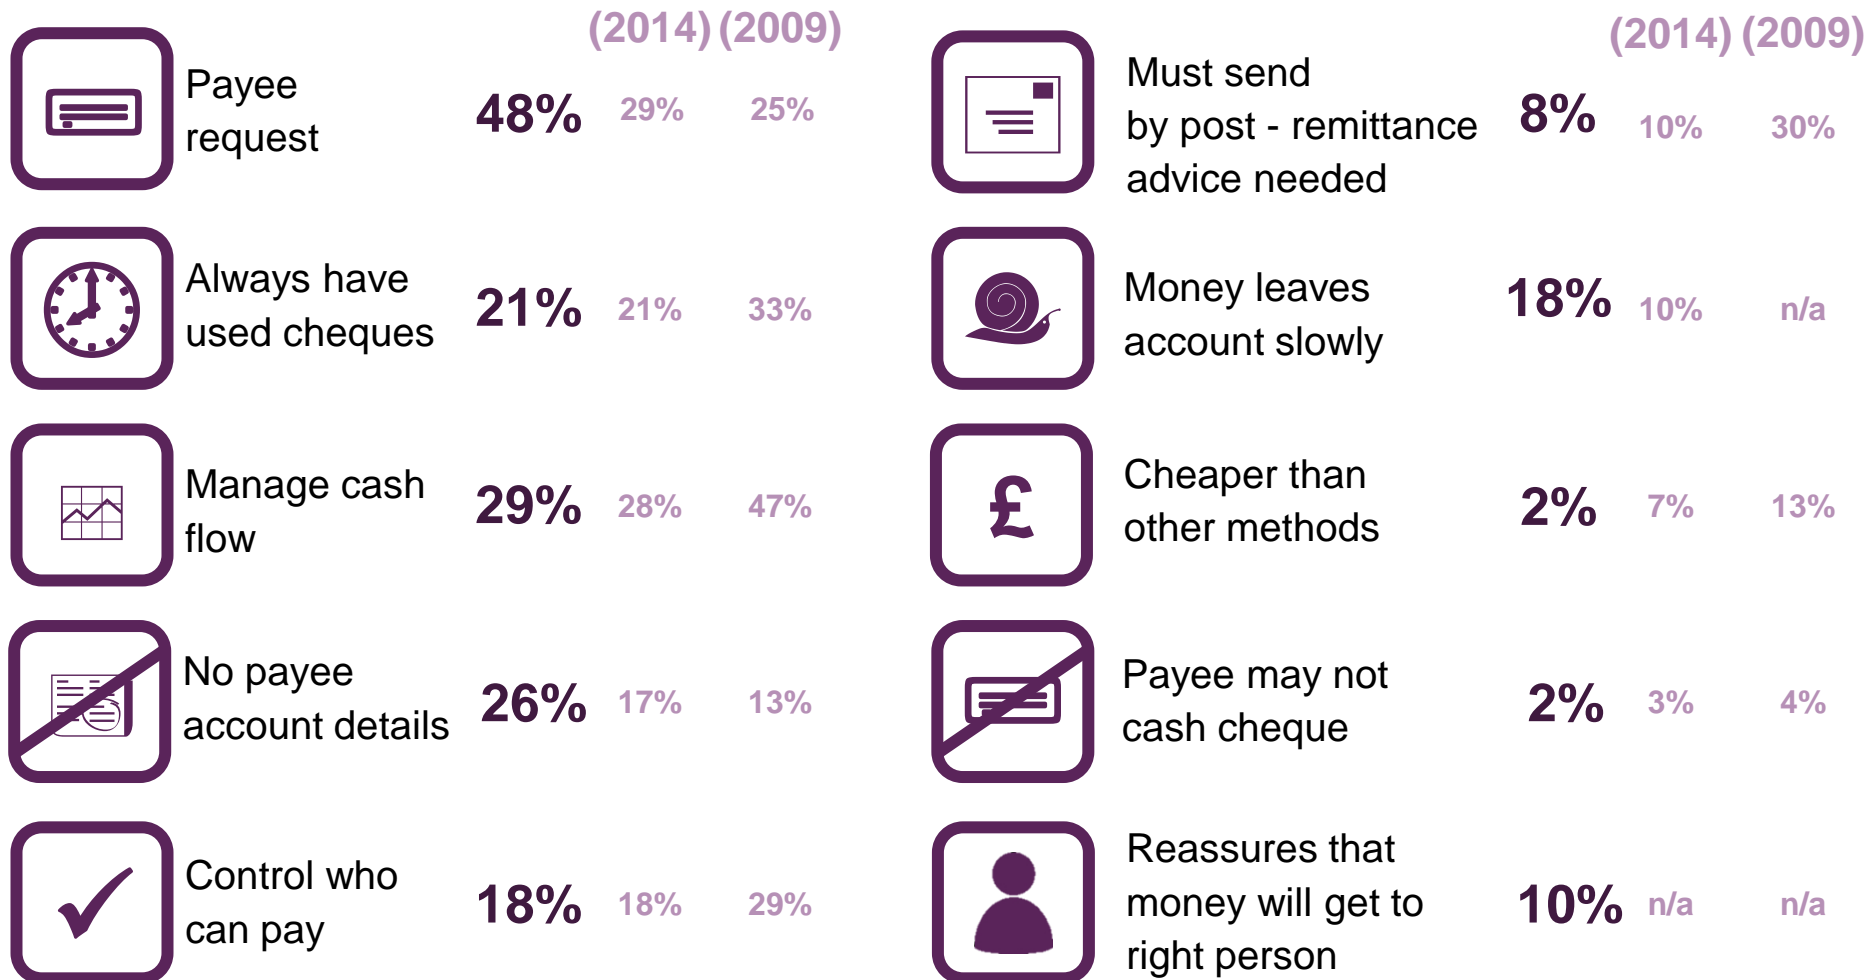 (2014) (2009)
Payee
request
48% 29% 25%
Always have
used cheques
21% 21% 33%
Manage cash
flow
29% 28% 47%
No payee
account details
26% 17% 13%
Control who
can pay
18% 18% 29%
(2014) (2009)
Must send
by post - remittance
advice needed
8% 10% 30%
Money leaves
account slowly
18% 10% n/a
£
Cheaper than
other methods
2% 7% 13%
Payee may not
cash cheque
2% 3% 4%
Reassures that
money will get to
right person
10% n/a n/a